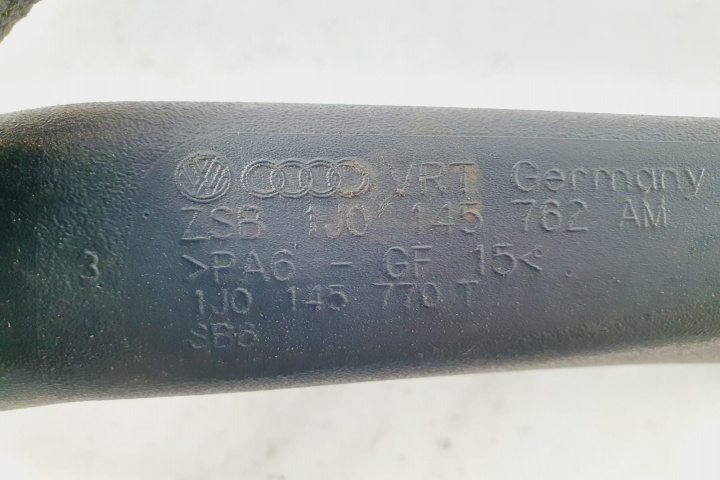 VRT Germany
ZSB 1J0 145 762 AM
3 >PA6 - GF 15<
1J0 145 770 T
SB6